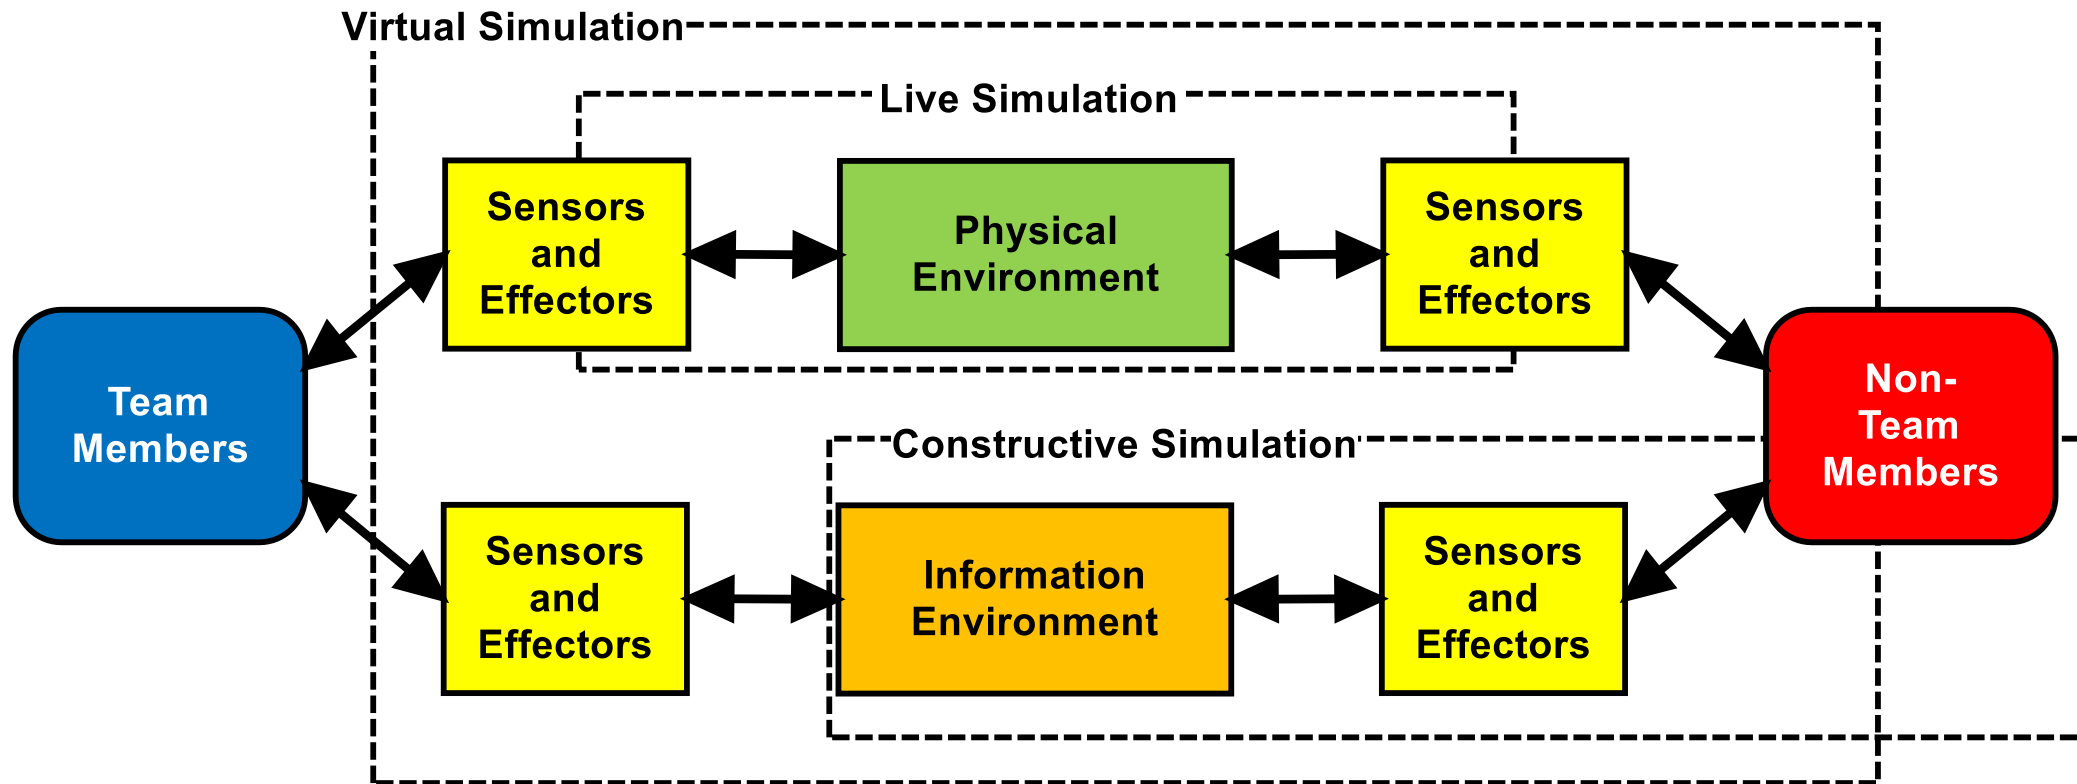 Virtual Simulation
Live Simulation
Sensors
and
Effectors
Physical
Environment
Sensors
and
Effectors
Team
Members
Non-
Team
Members
Constructive Simulation
Sensors
and
Effectors
Information
Environment
Sensors
and
Effectors